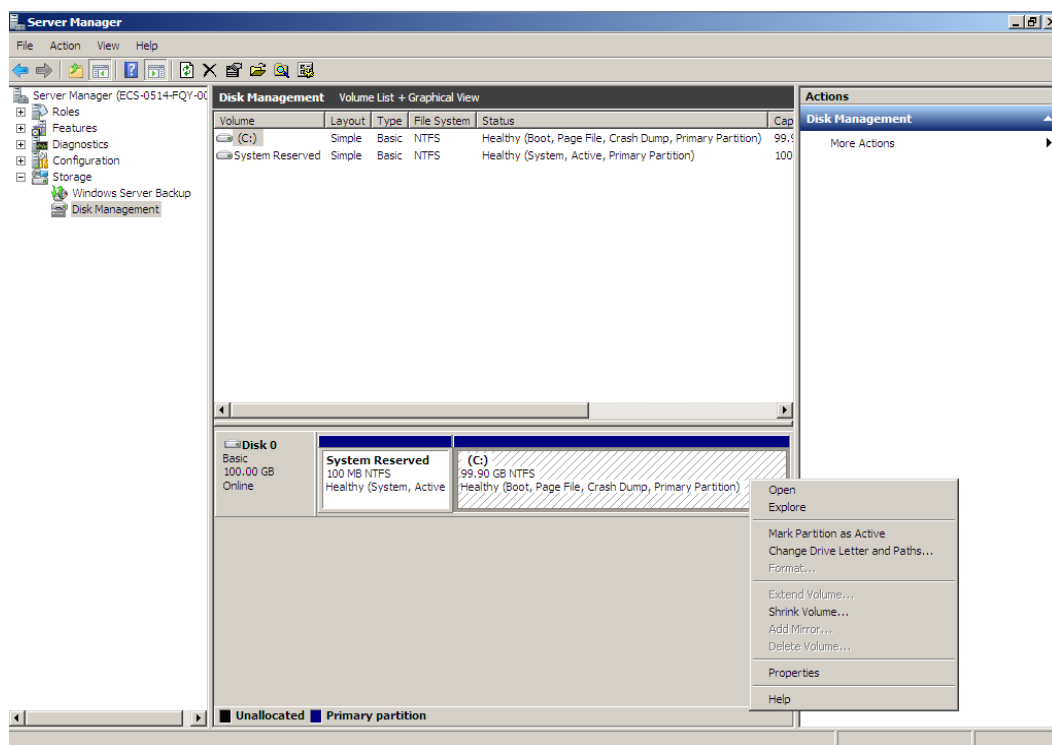 Server Manager
File Action View Help
Server Manager (ECS-0514-FQY-00
Roles
Features
Diagnostics
Configuration
Storage
Windows Server Backup
Disk Management
Disk Management Volume List + Graphical View
Volume Layout Type File System Status Cap
(C:) Simple Basic NTFS Healthy (Boot, Page File, Crash Dump, Primary Partition) 99.9
System Reserved Simple Basic NTFS Healthy (System, Active, Primary Partition) 100
Disk 0
Basic
100.00 GB
Online
System Reserved
100 MB NTFS
Healthy (System, Active
(C:)
99.90 GB NTFS
Healthy (Boot, Page File, Crash Dump, Primary Partition)
Unallocated Primary partition
Open
Explore
Mark Partition as Active
Change Drive Letter and Paths...
Format...
Extend Volume...
Shrink Volume...
Add Mirror...
Delete Volume...
Properties
Help
Actions
Disk Management
More Actions